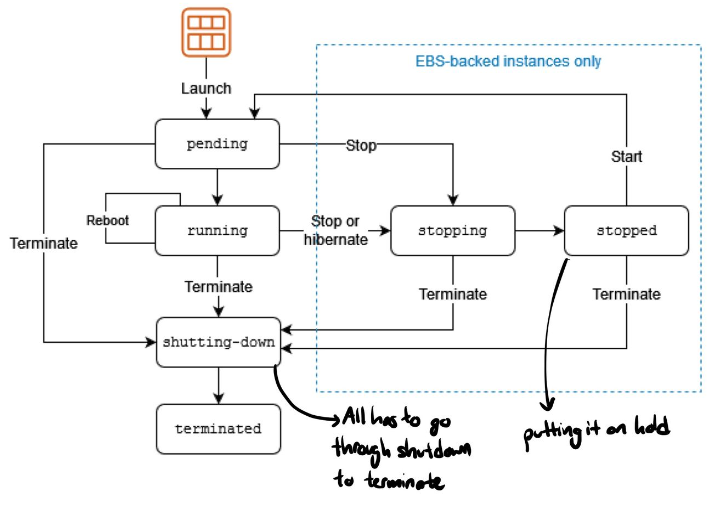 EBS-backed instances only
Launch
pending
Stop
Start
Reboot
running
Stop or
hibernate
stopping
stopped
Terminate
Terminate
Terminate
Terminate
shutting-down
terminated
All has to go
through shutdown
to terminate
putting it on hold